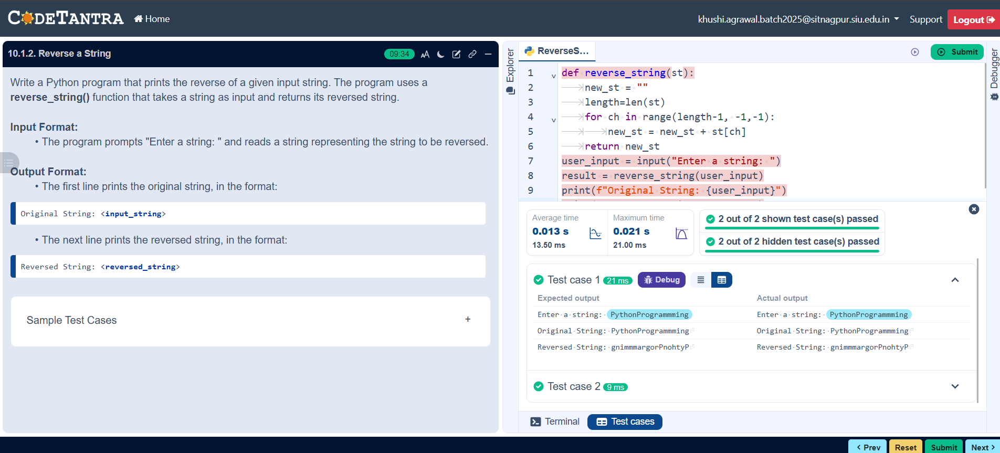 CODETANTRA
Home
khushi.agrawal.batch2025@sitnagpur.siu.edu.in
Support
Logout
10.1.2. Reverse a String
09:34
Write a Python program that prints the reverse of a given input string. The program uses a
reverse_string() function that takes a string as input and returns its reversed string.
Input Format:
• The program prompts "Enter a string: " and reads a string representing the string to be reversed.
Output Format:
• The first line prints the original string, in the format:
Original String: <input_string>
• The next line prints the reversed string, in the format:
Reversed String: <reversed_string>
Sample Test Cases
+
Explorer
ReverseS...
Submit
Debugger
1 def reverse_string(st):
2 new_st = ""
3 length=len(st)
4 for ch in range(length-1, -1,-1):
5 new_st = new_st + st[ch]
6 return new_st
7 user_input = input("Enter a string: ")
8 result = reverse_string(user_input)
9 print(f"Original String: {user_input}")
Average time
0.013 s
13.50 ms
Maximum time
0.021 s
21.00 ms
2 out of 2 shown test case(s) passed
2 out of 2 hidden test case(s) passed
Test case 1 21 ms Debug
Expected output Actual output
Enter a string: PythonProgrammming Enter a string: PythonProgrammming
Original String: PythonProgrammming Original String: PythonProgrammming
Reversed String: gnimmmargorPnohtyP Reversed String: gnimmmargorPnohtyP
Test case 2 9 ms
Terminal Test cases
< Prev Reset Submit Next >